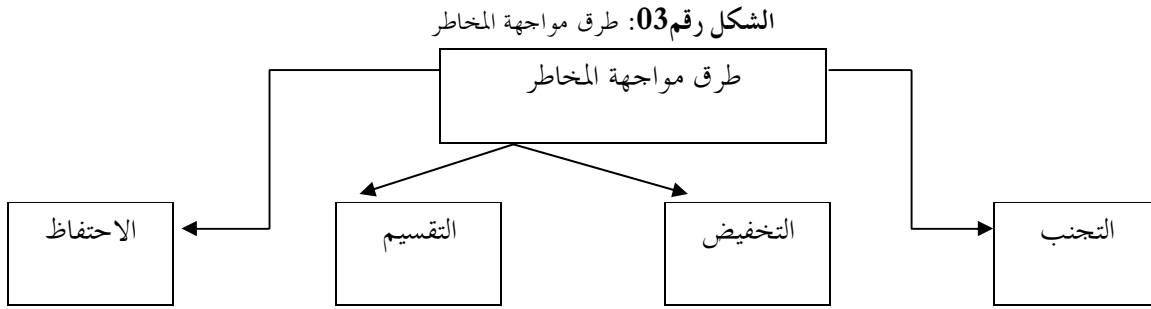 الشكل رقم03: طرق مواجهة المخاطر
طرق مواجهة المخاطر
التجنب
التخفيض
التقسيم
الاحتفاظ